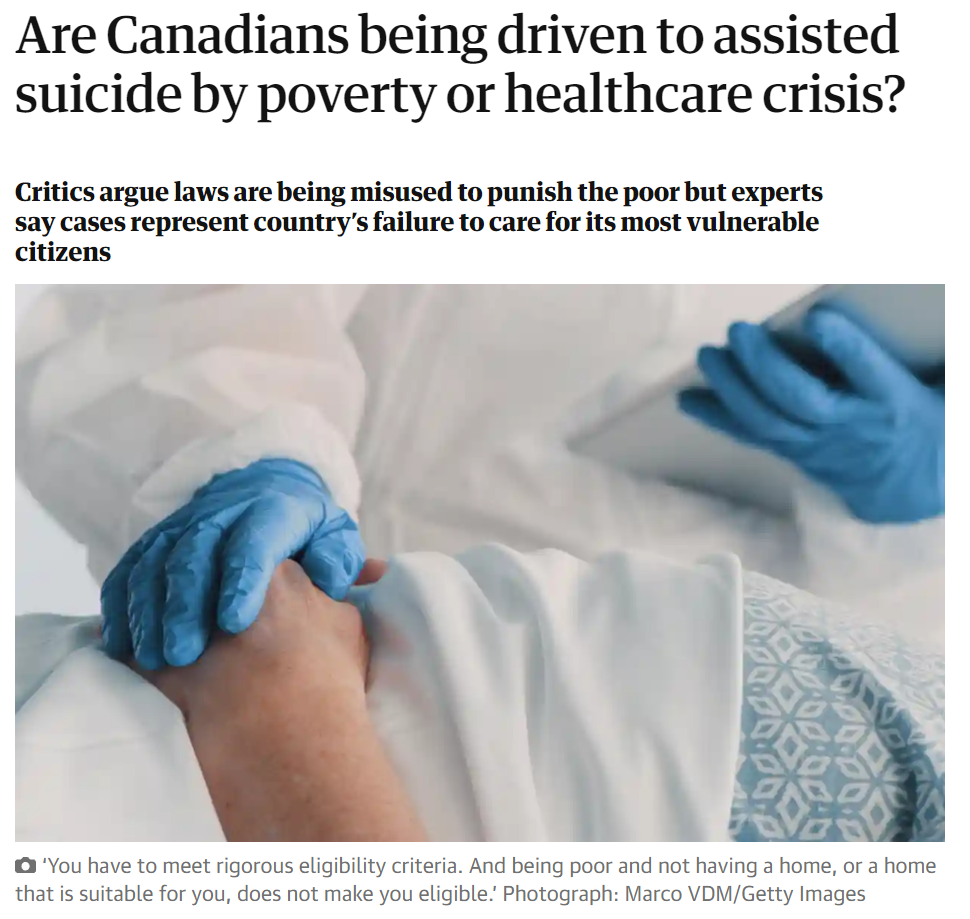 Are Canadians being driven to assisted
suicide by poverty or healthcare crisis?
Critics argue laws are being misused to punish the poor but experts
say cases represent country’s failure to care for its most vulnerable
citizens
‘You have to meet rigorous eligibility criteria. And being poor and not having a home, or a home
that is suitable for you, does not make you eligible.’ Photograph: Marco VDM/Getty Images